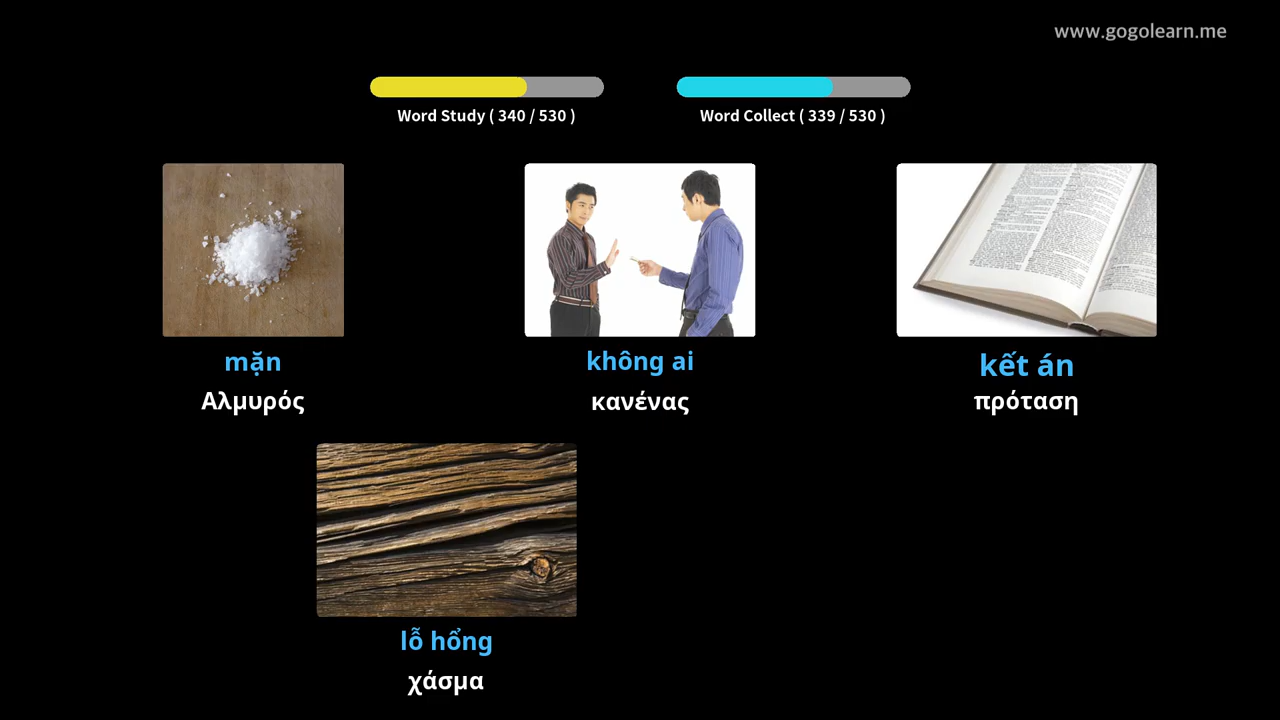 www.gogolearn.me
Word Study ( 340 / 530 )
Word Collect ( 339 / 530 )
mặn
Αλμυρός
không ai
κανένας
kết án
πρόταση
lỗ hổng
χάσμα